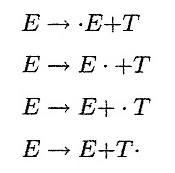 E → ·E+T
E → E · +T
E → E+ · T
E → E+T·